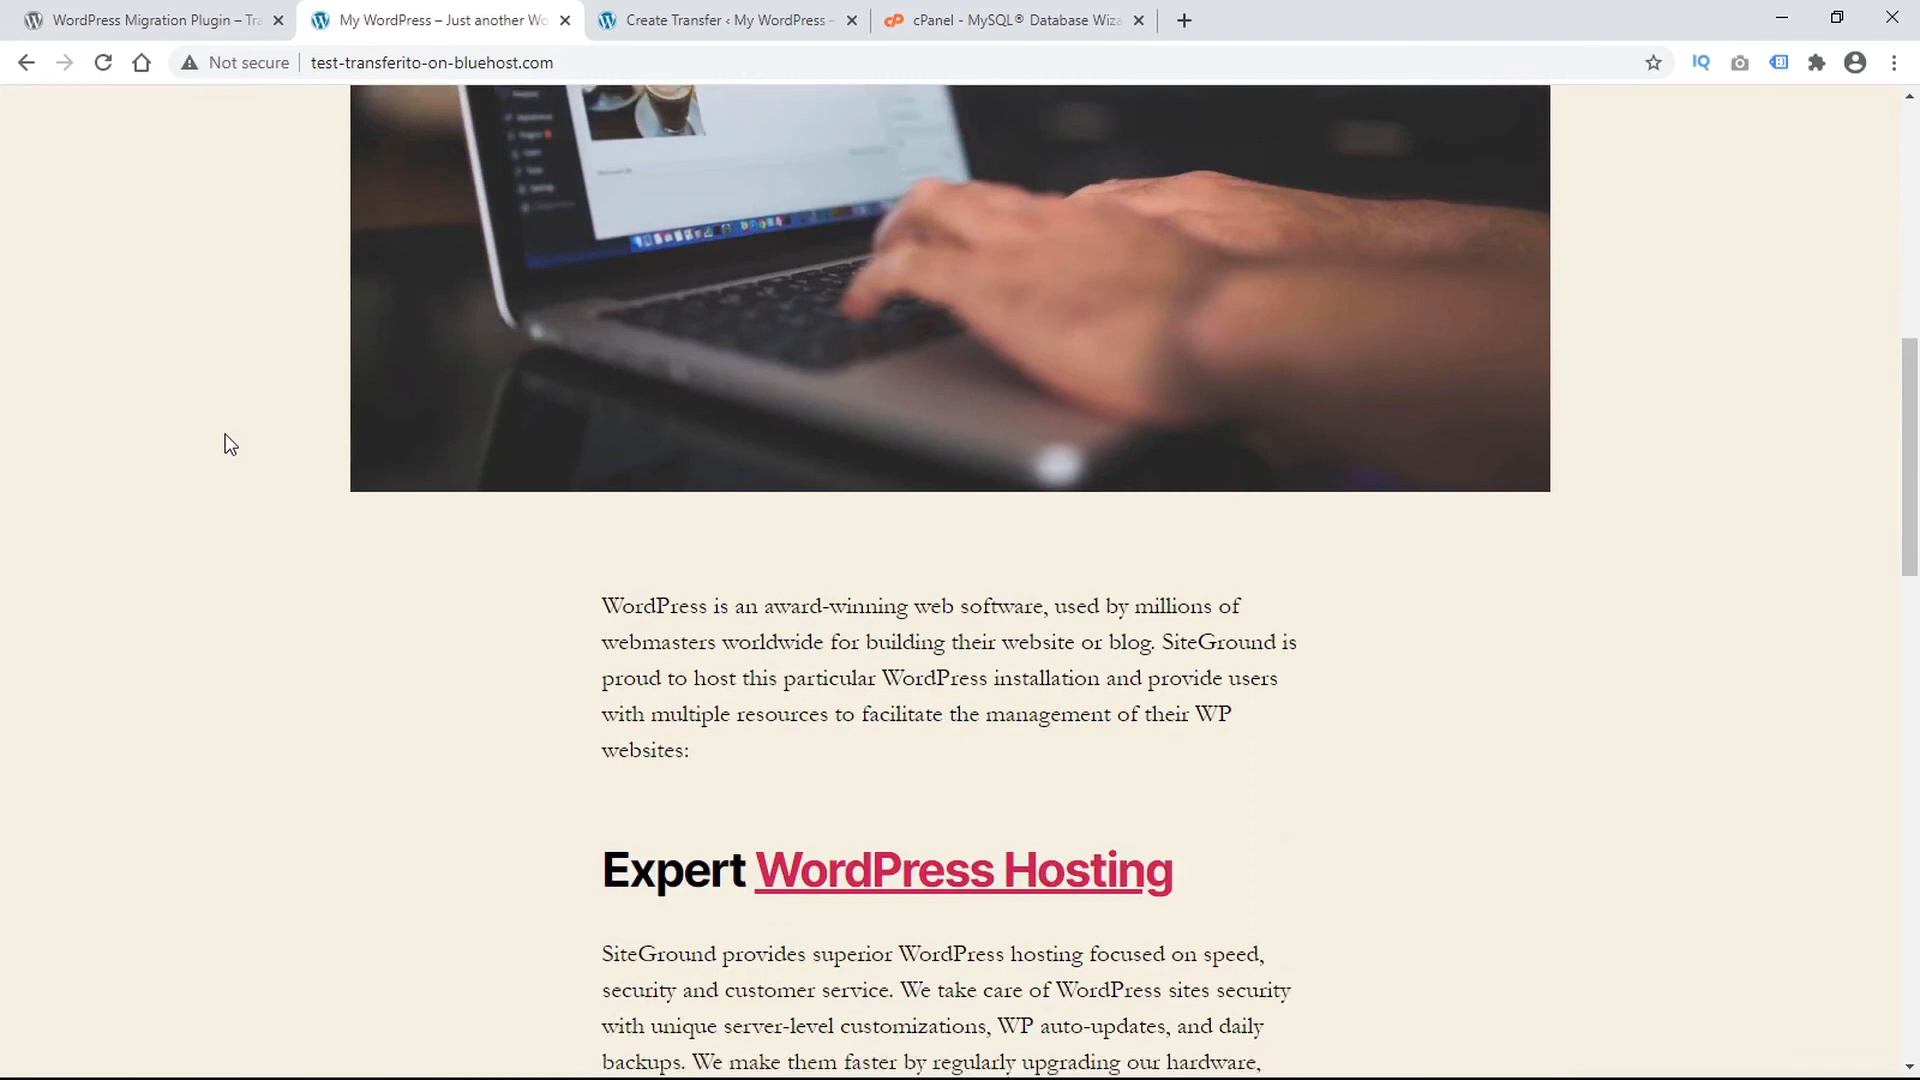 WordPress Migration Plugin – Tra
My WordPress – Just another Wo
Create Transfer ‹ My WordPress –
cPanel - MySQL® Database Wiza
Not secure
test-transferito-on-bluehost.com
IQ
WordPress is an award-winning web software, used by millions of
webmasters worldwide for building their website or blog. SiteGround is
proud to host this particular WordPress installation and provide users
with multiple resources to facilitate the management of their WP
websites:
Expert WordPress Hosting
SiteGround provides superior WordPress hosting focused on speed,
security and customer service. We take care of WordPress sites security
with unique server-level customizations, WP auto-updates, and daily
backups. We make them faster by regularly upgrading our hardware,